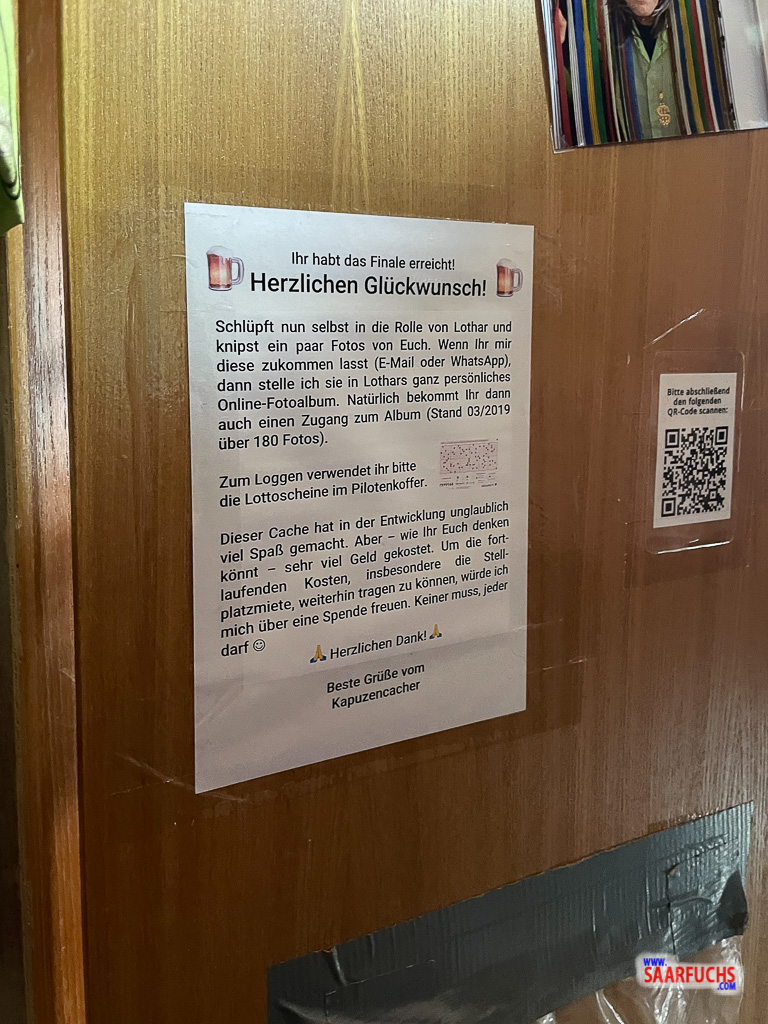 Ihr habt das Finale erreicht!
Herzlichen Glückwunsch!
Schlüpft nun selbst in die Rolle von Lothar und
knipst ein paar Fotos von Euch. Wenn Ihr mir
diese zukommen lasst (E-Mail oder WhatsApp),
dann stelle ich sie in Lothars ganz persönliches
Online-Fotoalbum. Natürlich bekommt Ihr dann
auch einen Zugang zum Album (Stand 03/2019
über 180 Fotos).
Zum Loggen verwendet ihr bitte
die Lottoscheine im Pilotenkoffer.
Dieser Cache hat in der Entwicklung unglaublich
viel Spaß gemacht. Aber – wie Ihr Euch denken
könnt – sehr viel Geld gekostet. Um die fort-
laufenden Kosten, insbesondere die Stell-
platzmiete, weiterhin tragen zu können, würde ich
mich über eine Spende freuen. Keiner muss, jeder
darf ☺
🙏 Herzlichen Dank! 🙏
Beste Grüße vom
Kapuzencacher
Bitte abschließend
den folgenden
QR-Code scannen:
WWW.
SAARFUCHS
.COM